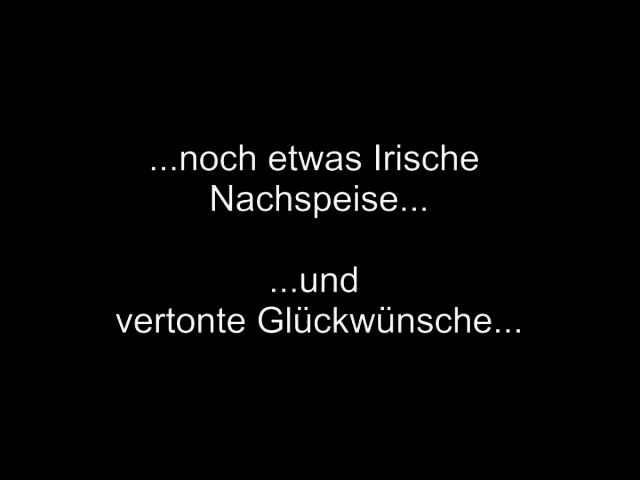 ...noch etwas Irische
Nachspeise...
...und
vertonte Glückwünsche...